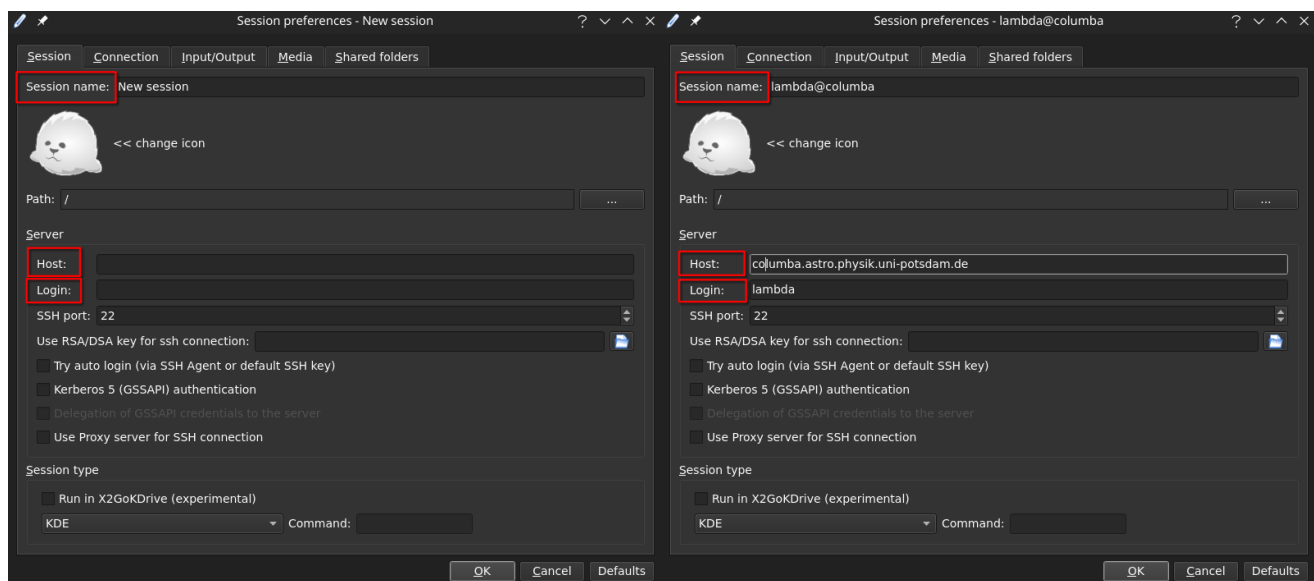 Session preferences - New session
Session Connection Input/Output Media Shared folders
Session name: New session
<< change icon
Path: / ...
Server
Host:
Login:
SSH port: 22
Use RSA/DSA key for ssh connection:
Try auto login (via SSH Agent or default SSH key)
Kerberos 5 (GSSAPI) authentication
Delegation of GSSAPI credentials to the server
Use Proxy server for SSH connection
Session type
Run in X2GoKDrive (experimental)
KDE Command:
OK Cancel Defaults
Session preferences - lambda@columba
Session Connection Input/Output Media Shared folders
Session name: lambda@columba
<< change icon
Path: / ...
Server
Host: columba.astro.physik.uni-potsdam.de
Login: lambda
SSH port: 22
Use RSA/DSA key for ssh connection:
Try auto login (via SSH Agent or default SSH key)
Kerberos 5 (GSSAPI) authentication
Delegation of GSSAPI credentials to the server
Use Proxy server for SSH connection
Session type
Run in X2GoKDrive (experimental)
KDE Command:
OK Cancel Defaults